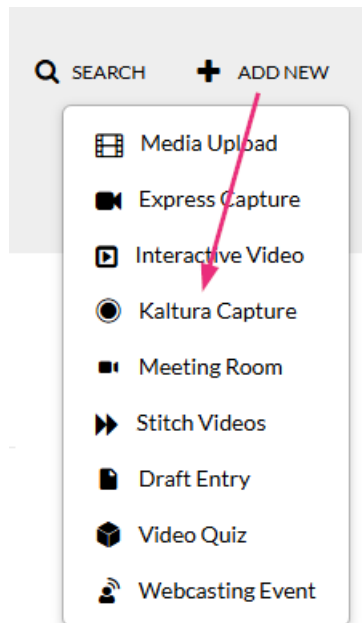 SEARCH ADD NEW
Media Upload
Express Capture
Interactive Video
Kaltura Capture
Meeting Room
Stitch Videos
Draft Entry
Video Quiz
Webcasting Event